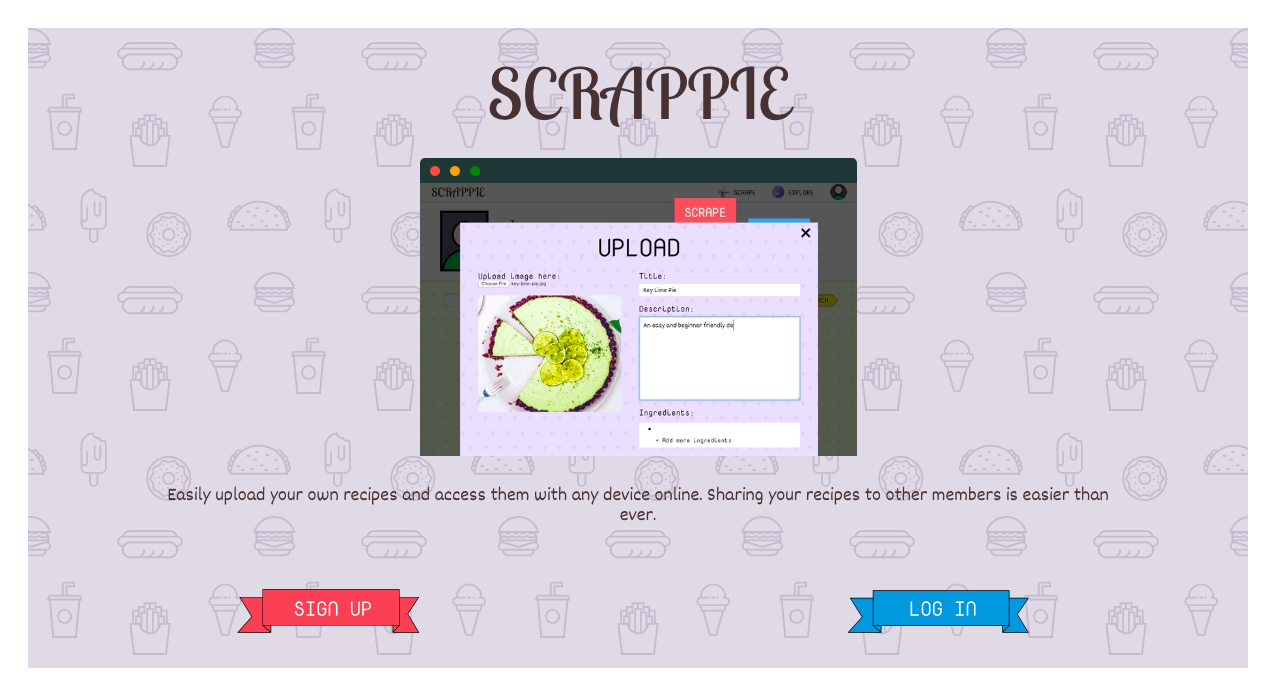 SCRAPPIE
SCRAPPIE
SCRAPE
EXPLORE
SCRAPE
UPLOAD
Upload image here:
Choose File key-lime-pie.jpg
Title:
Key Lime Pie
Description:
An easy and beginner friendly de
Ingredients:
+ Add more ingredients
Easily upload your own recipes and access them with any device online. Sharing your recipes to other members is easier than
ever.
SIGN UP
LOG IN